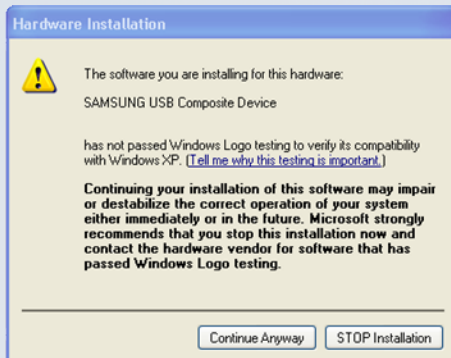 Hardware Installation
The software you are installing for this hardware:
SAMSUNG USB Composite Device
has not passed Windows Logo testing to verify its compatibility
with Windows XP. (Tell me why this testing is important.)
Continuing your installation of this software may impair
or destabilize the correct operation of your system
either immediately or in the future. Microsoft strongly
recommends that you stop this installation now and
contact the hardware vendor for software that has
passed Windows Logo testing.
Continue Anyway
STOP Installation